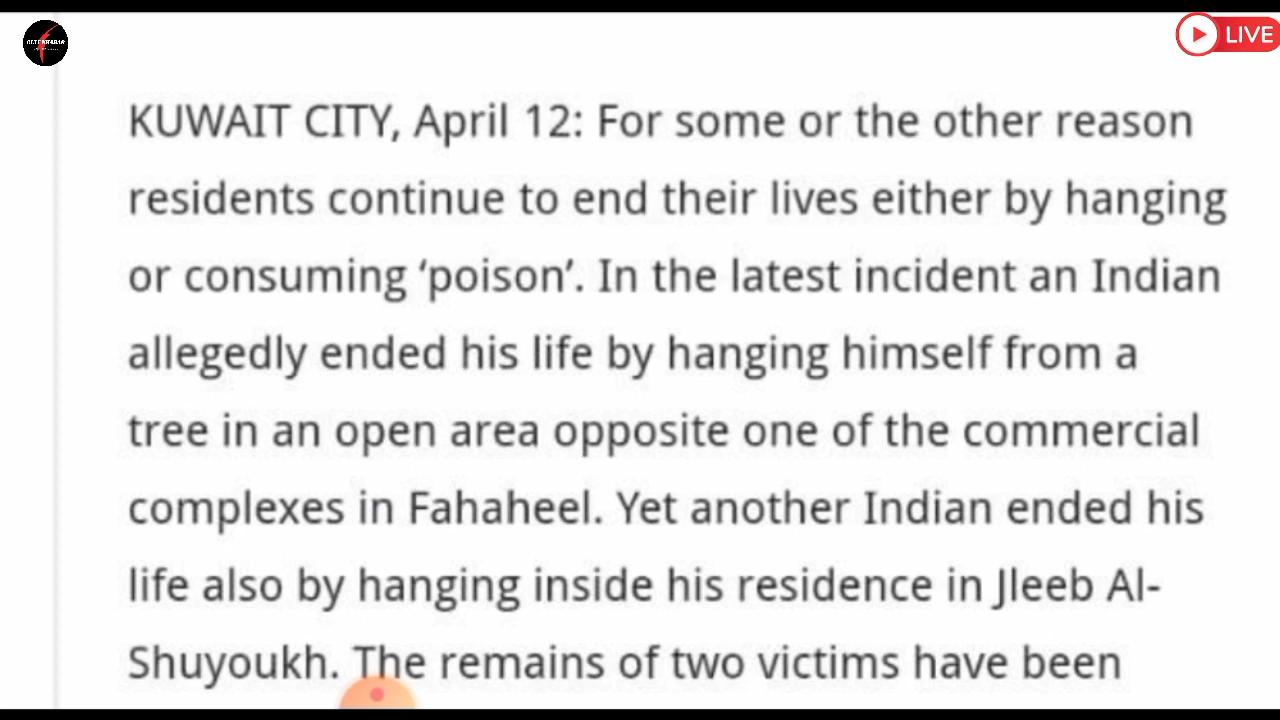 LIVE
KUWAIT CITY, April 12: For some or the other reason
residents continue to end their lives either by hanging
or consuming ‘poison’. In the latest incident an Indian
allegedly ended his life by hanging himself from a
tree in an open area opposite one of the commercial
complexes in Fahaheel. Yet another Indian ended his
life also by hanging inside his residence in Jleeb Al-
Shuyoukh. The remains of two victims have been